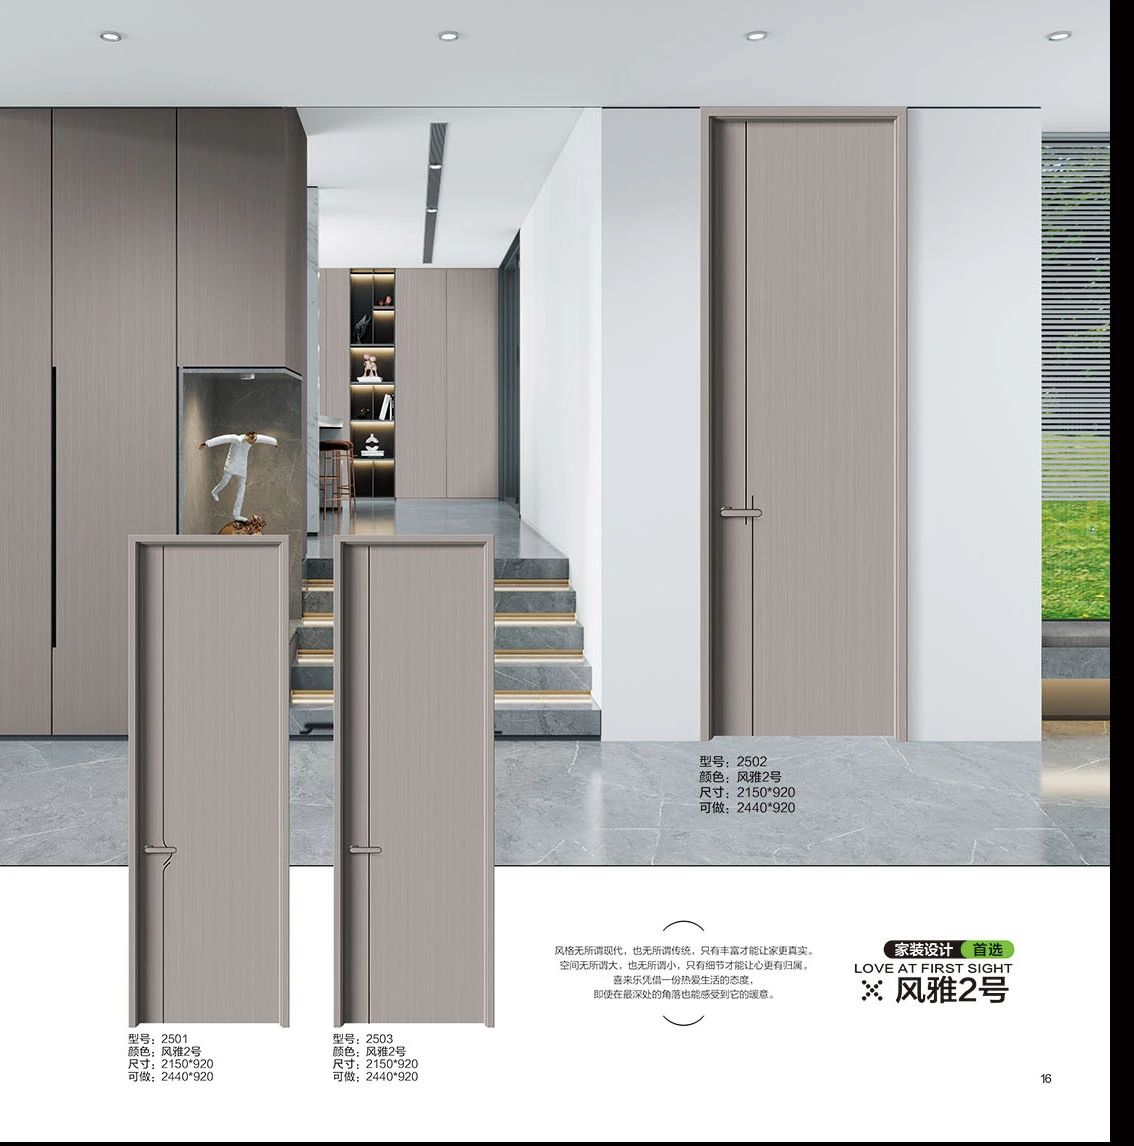 型号：2502
颜色：风雅2号
尺寸：2150*920
可做：2440*920
风格无所谓现代，也无所谓传统，只有丰富才能让家更真实。
空间无所谓大，也无所谓小，只有细节才能让心更有归属。
喜来乐凭借一份热爱生活的态度，
即使在最深处的角落也能感受到它的暖意。
家装设计 首选
LOVE AT FIRST SIGHT
风雅2号
型号：2501
颜色：风雅2号
尺寸：2150*920
可做：2440*920
型号：2503
颜色：风雅2号
尺寸：2150*920
可做：2440*920
16